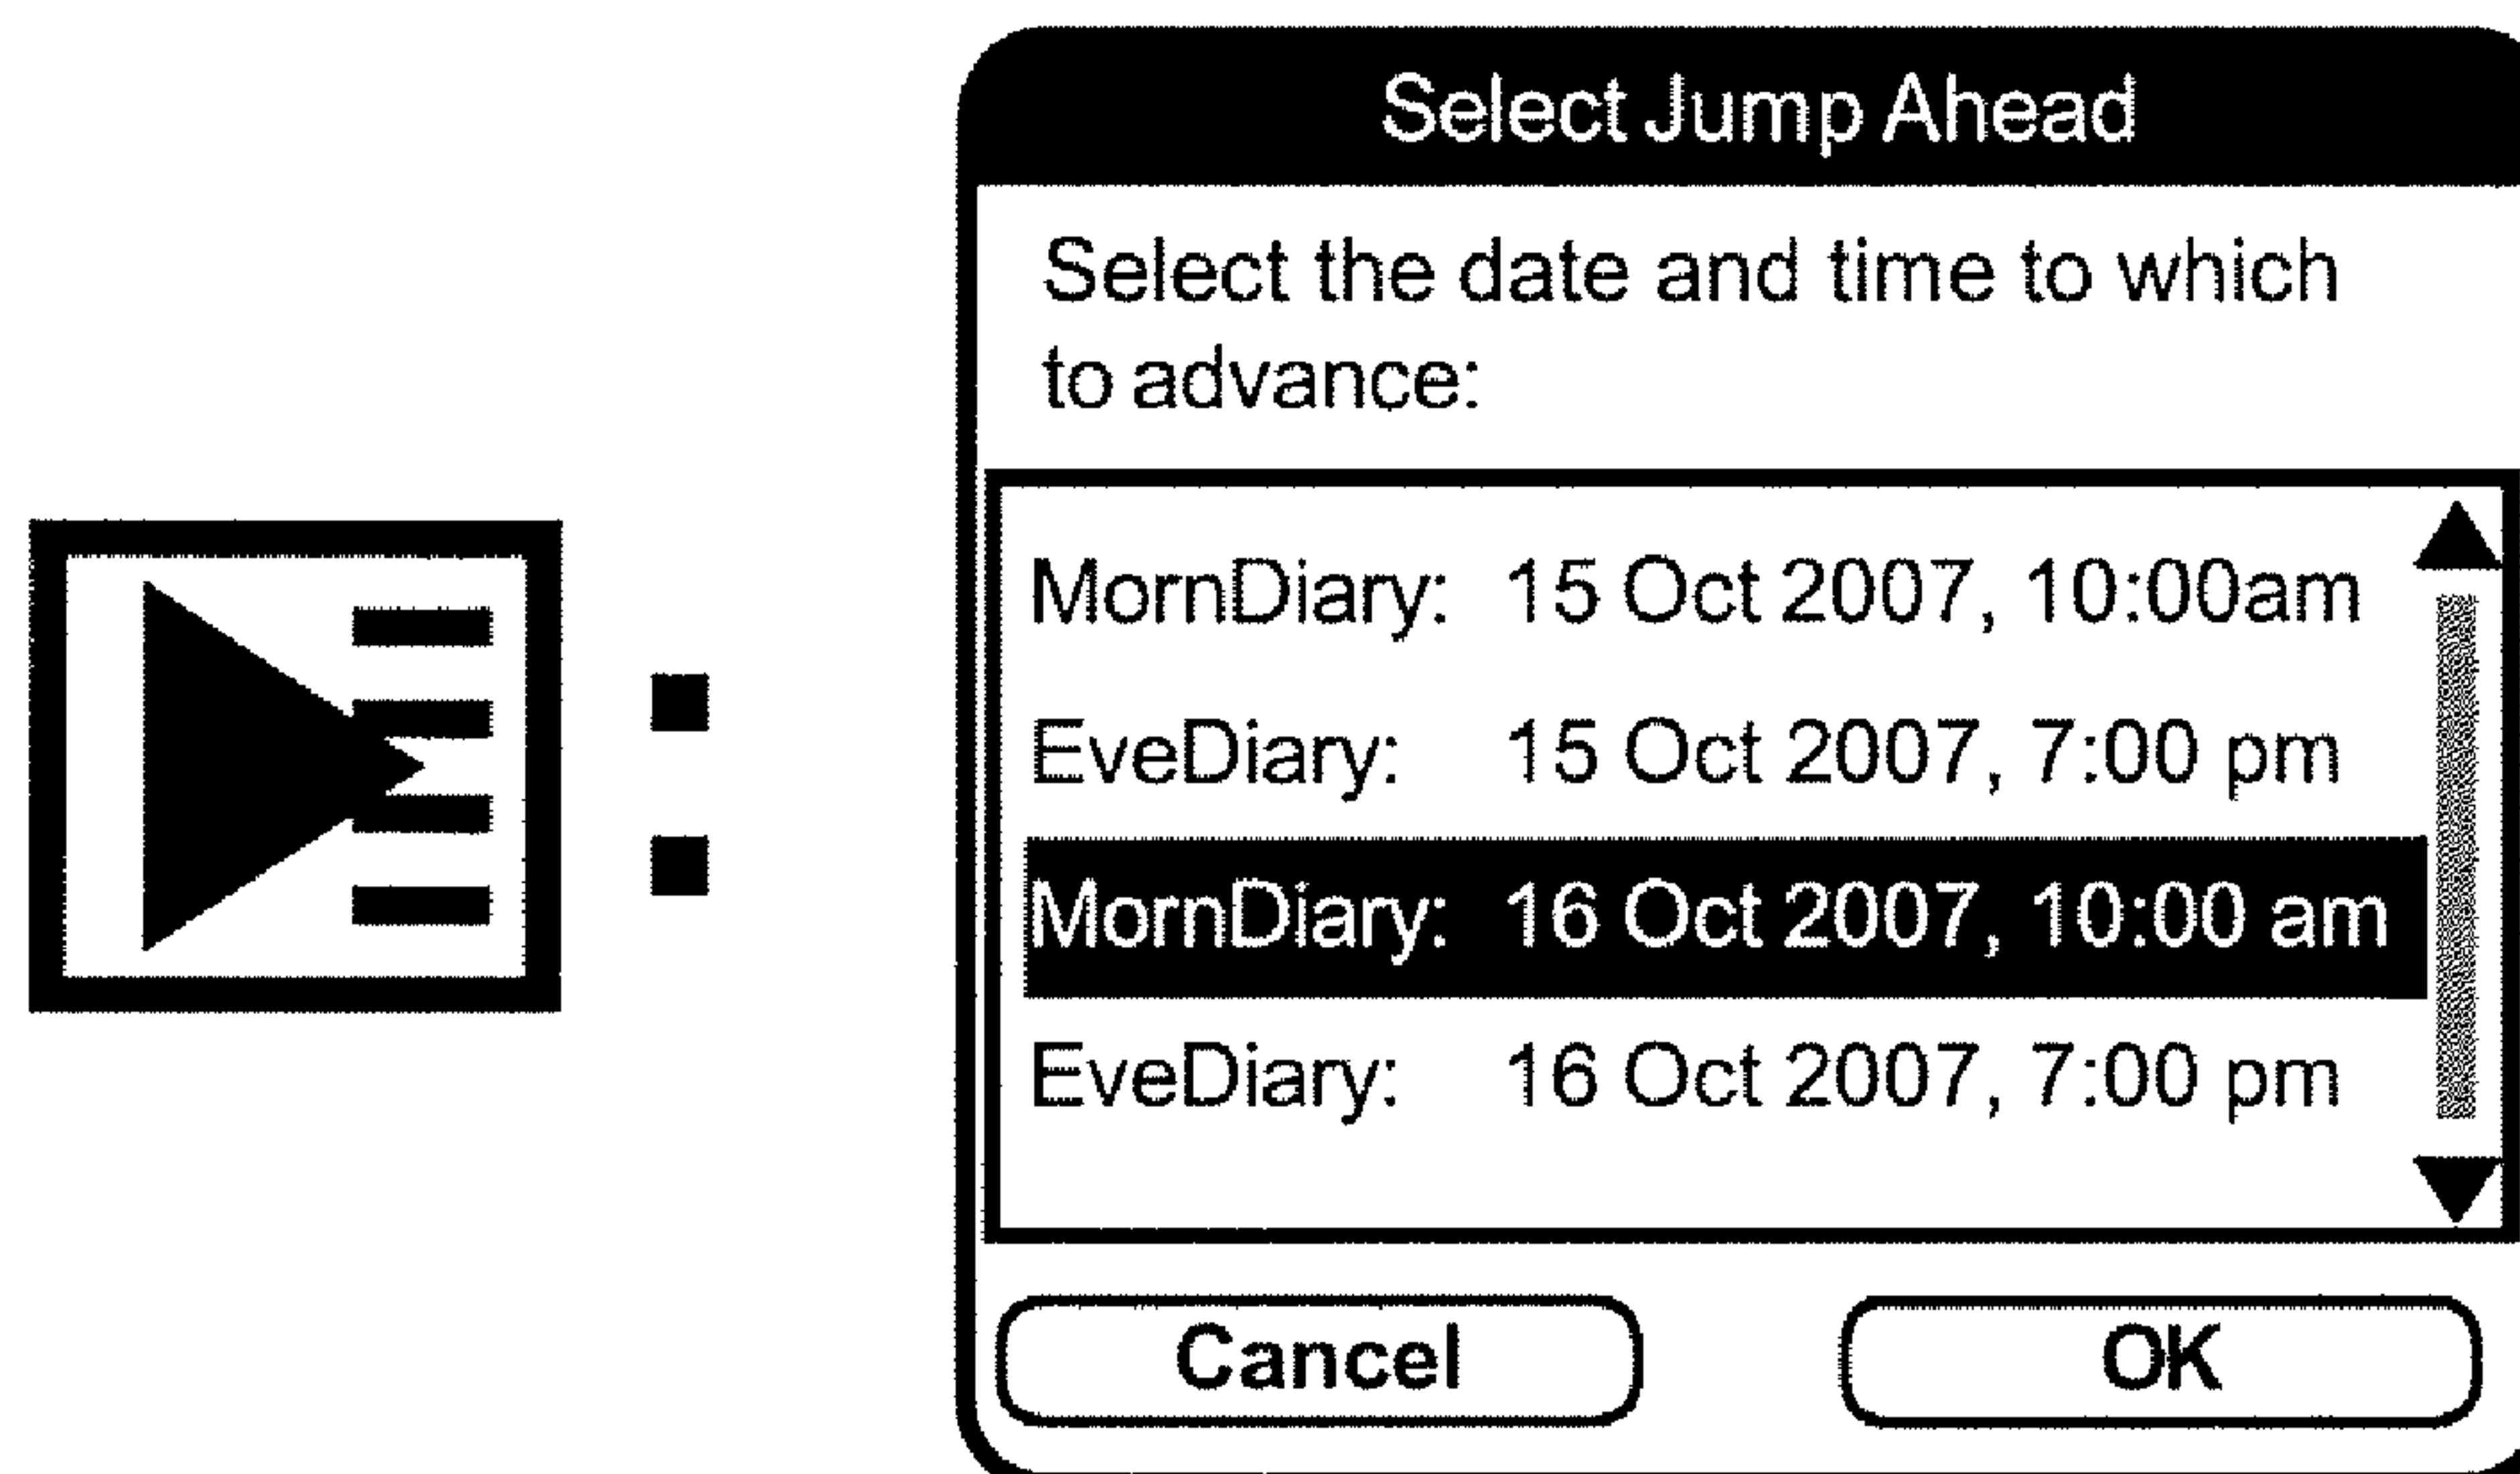 Select Jump Ahead
Select the date and time to which
to advance:
MornDiary: 15 Oct 2007, 10:00am
EveDiary: 15 Oct 2007, 7:00 pm
MornDiary: 16 Oct 2007, 10:00 am
EveDiary: 16 Oct 2007, 7:00 pm
Cancel OK